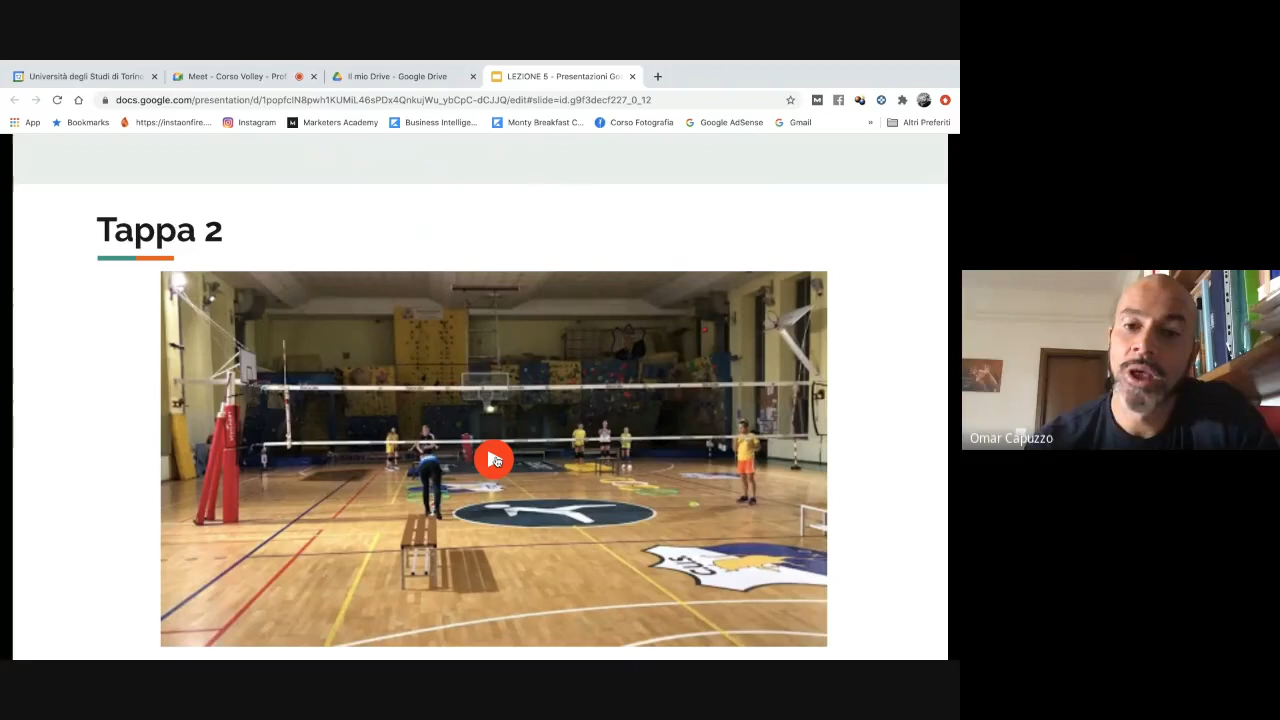 Università degli Studi di Torino
Meet - Corso Volley - Prof
Il mio Drive - Google Drive
LEZIONE 5 - Presentazioni Go
docs.google.com/presentation/d/1popfcIN8pwh1KUMiL46sPDx4QnkujWu_ybCpC-dCJJQ/edit#slide=id.g9f3decf227_0_12
App
Bookmarks
https://instaonfire....
Instagram
Marketers Academy
Business Intellige...
Monty Breakfast C...
Corso Fotografia
Google AdSense
Gmail
»
Altri Preferiti
Tappa 2
CUS
Omar Capuzzo